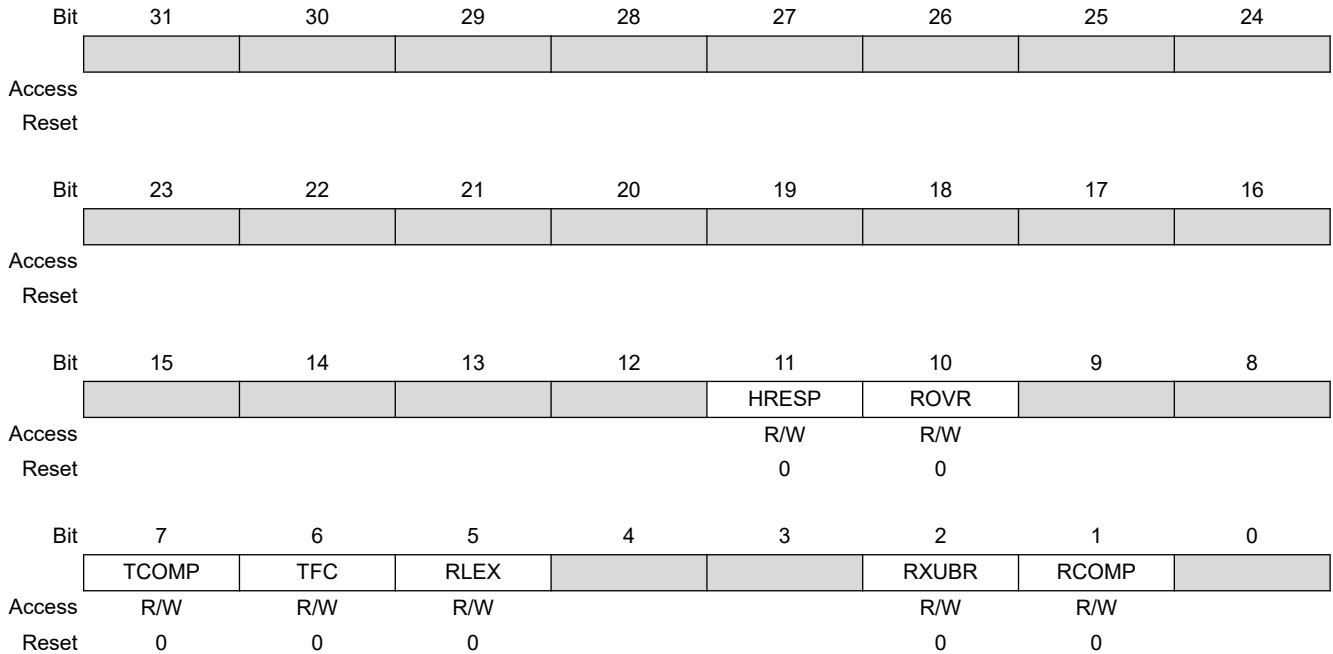 Bit 31 30 29 28 27 26 25 24
Access
Reset
Bit 23 22 21 20 19 18 17 16
Access
Reset
Bit 15 14 13 12 11 10 9 8
HRESP ROVR
Access R/W R/W
Reset 0 0
Bit 7 6 5 4 3 2 1 0
TCOMP TFC RLEX RXUBR RCOMP
Access R/W R/W R/W R/W R/W
Reset 0 0 0 0 0